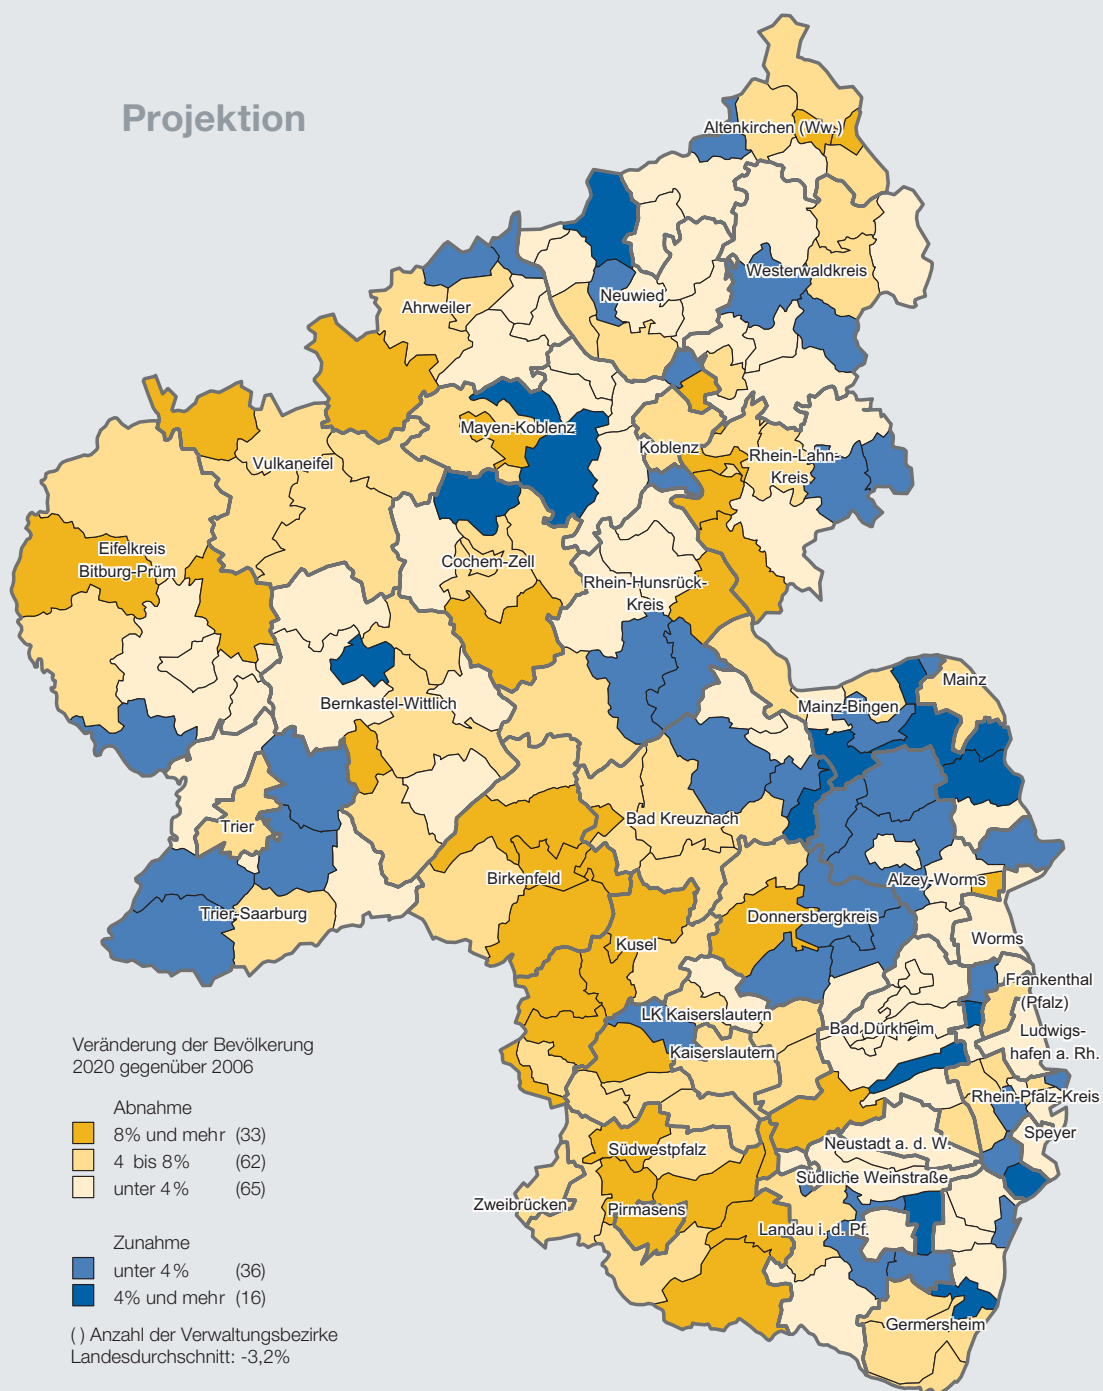 Projektion
Altenkirchen (Ww.)
Westerwaldkreis
Neuwied
Ahrweiler
Mayen-Koblenz
Koblenz
Rhein-Lahn-
Kreis
Vulkaneifel
Eifelkreis
Bitburg-Prüm
Cochem-Zell
Rhein-Hunsrück-
Kreis
Mainz
Bernkastel-Wittlich
Mainz-Bingen
Trier
Bad Kreuznach
Birkenfeld
Alzey-Worms
Trier-Saarburg
Donnersbergkreis
Kusel
Worms
Frankenthal
(Pfalz)
LK Kaiserslautern
Bad Dürkheim
Ludwigs-
hafen a. Rh.
Kaiserslautern
Rhein-Pfalz-Kreis
Speyer
Neustadt a. d. W.
Südwestpfalz
Südliche Weinstraße
Zweibrücken
Pirmasens
Landau i. d. Pf.
Germersheim
Veränderung der Bevölkerung
2020 gegenüber 2006
Abnahme
8% und mehr (33)
4 bis 8% (62)
unter 4% (65)
Zunahme
unter 4% (36)
4% und mehr (16)
( ) Anzahl der Verwaltungsbezirke
Landesdurchschnitt: -3,2%